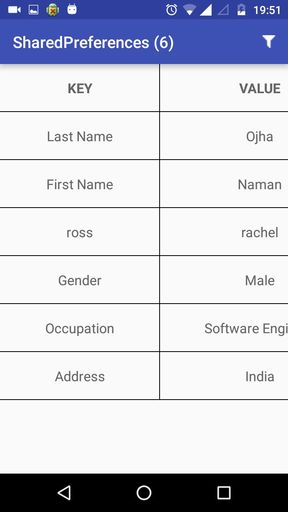 19:51
SharedPreferences (6)
KEY VALUE
Last Name Ojha
First Name Naman
ross rachel
Gender Male
Occupation Software Engi
Address India